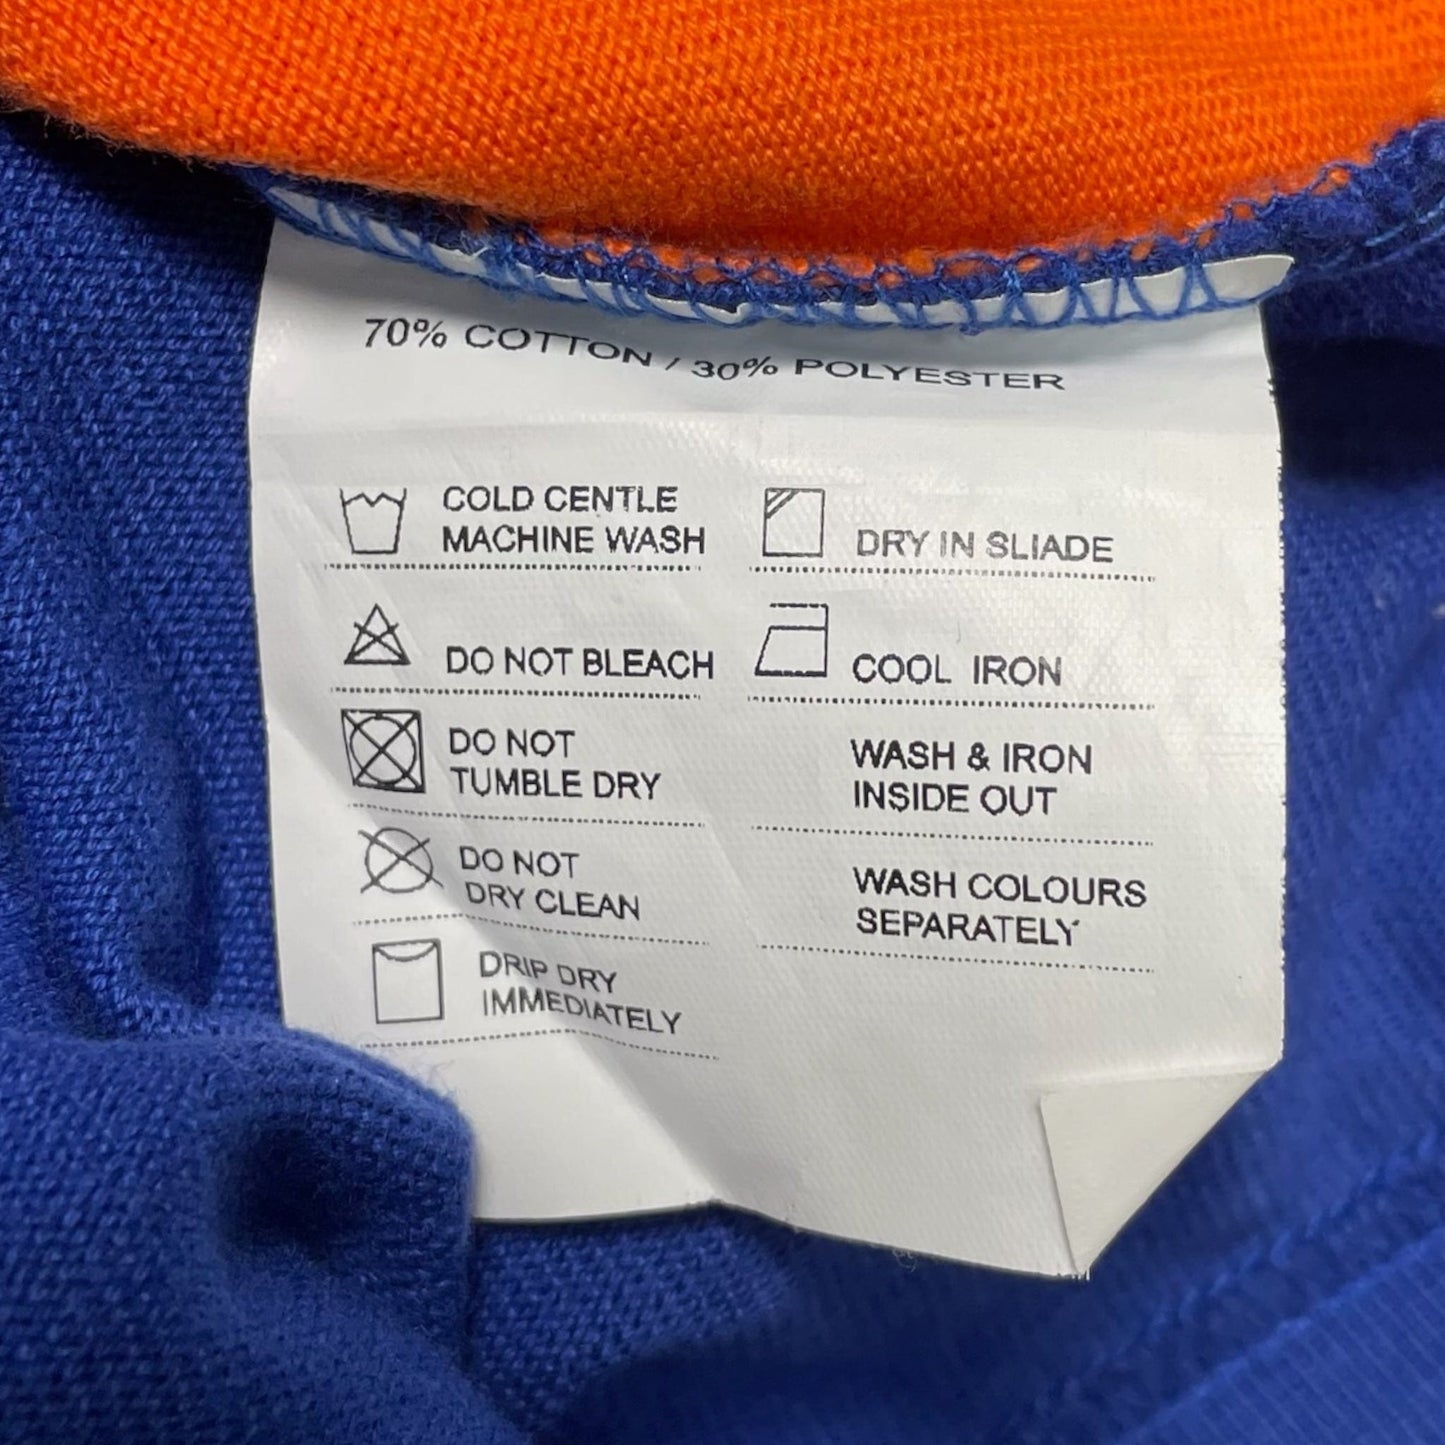 70% COTTON / 30% POLYESTER
COLD CENTLE
MACHINE WASH
DO NOT BLEACH
DO NOT
TUMBLE DRY
DO NOT
DRY CLEAN
DRIP DRY
IMMEDIATELY
DRY IN SLIADE
COOL IRON
WASH & IRON
INSIDE OUT
WASH COLOURS
SEPARATELY